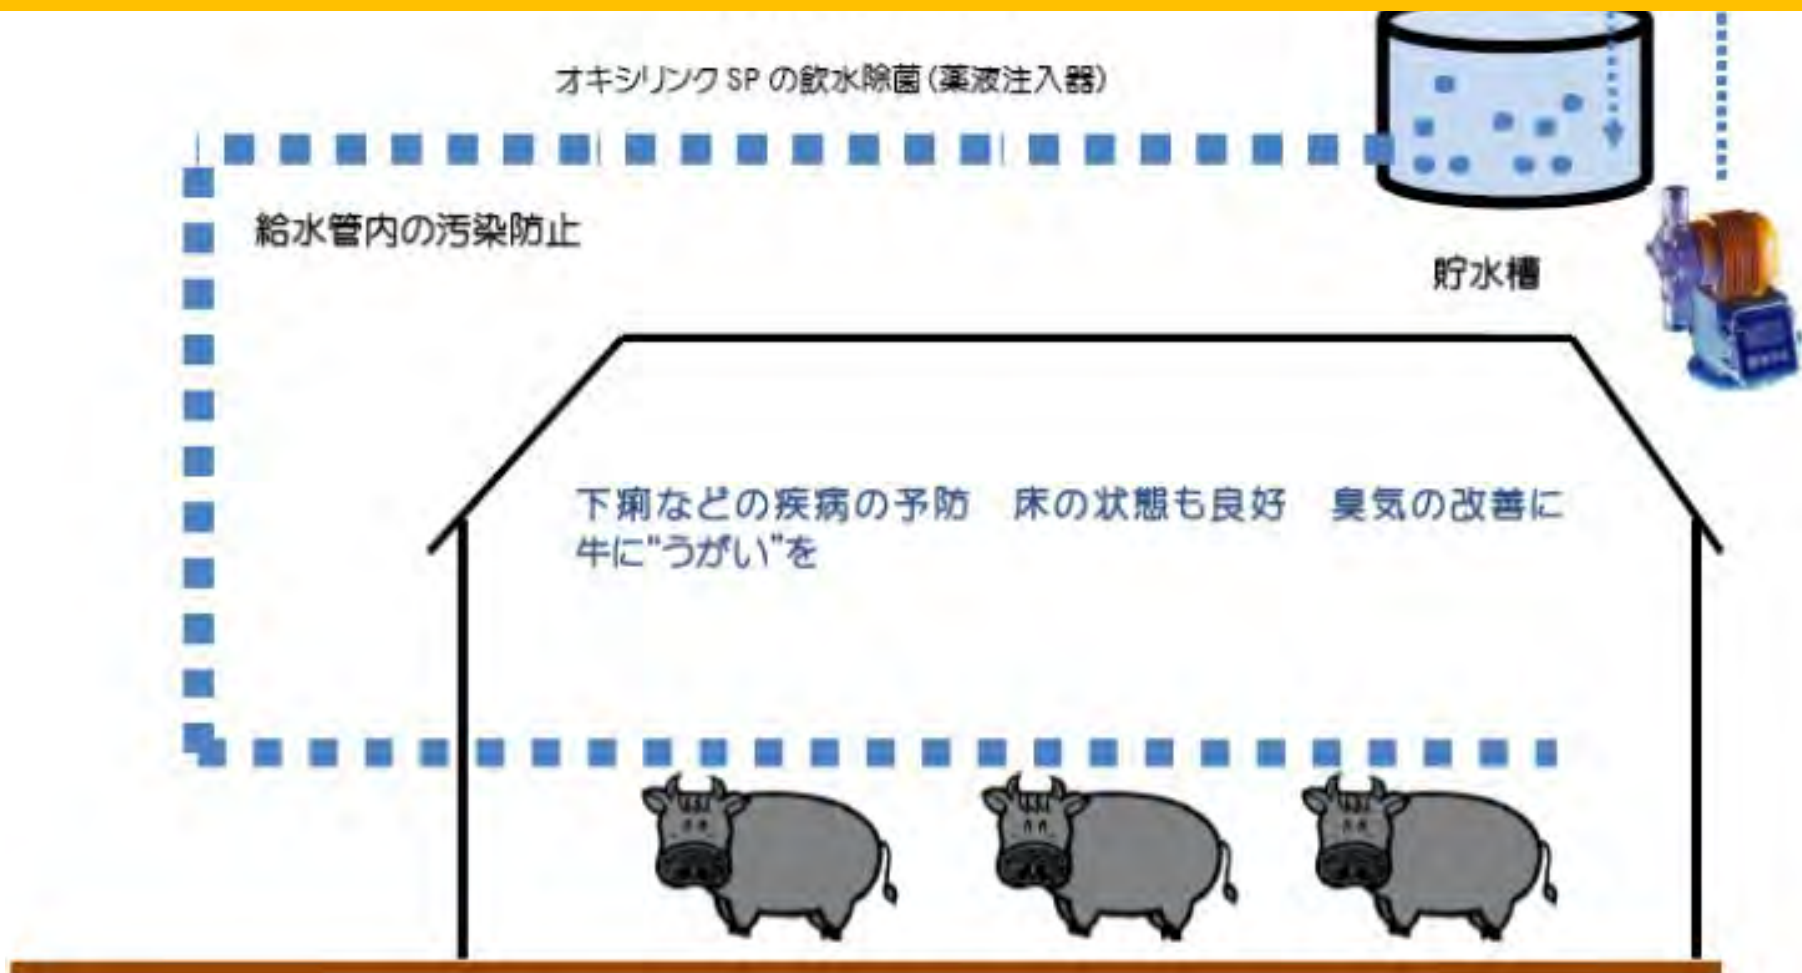 オキシリンク SP の飲水除菌(薬液注入器)
給水管内の汚染防止
貯水槽
下痢などの疾病の予防　床の状態も良好　臭気の改善に
牛に"うがい"を